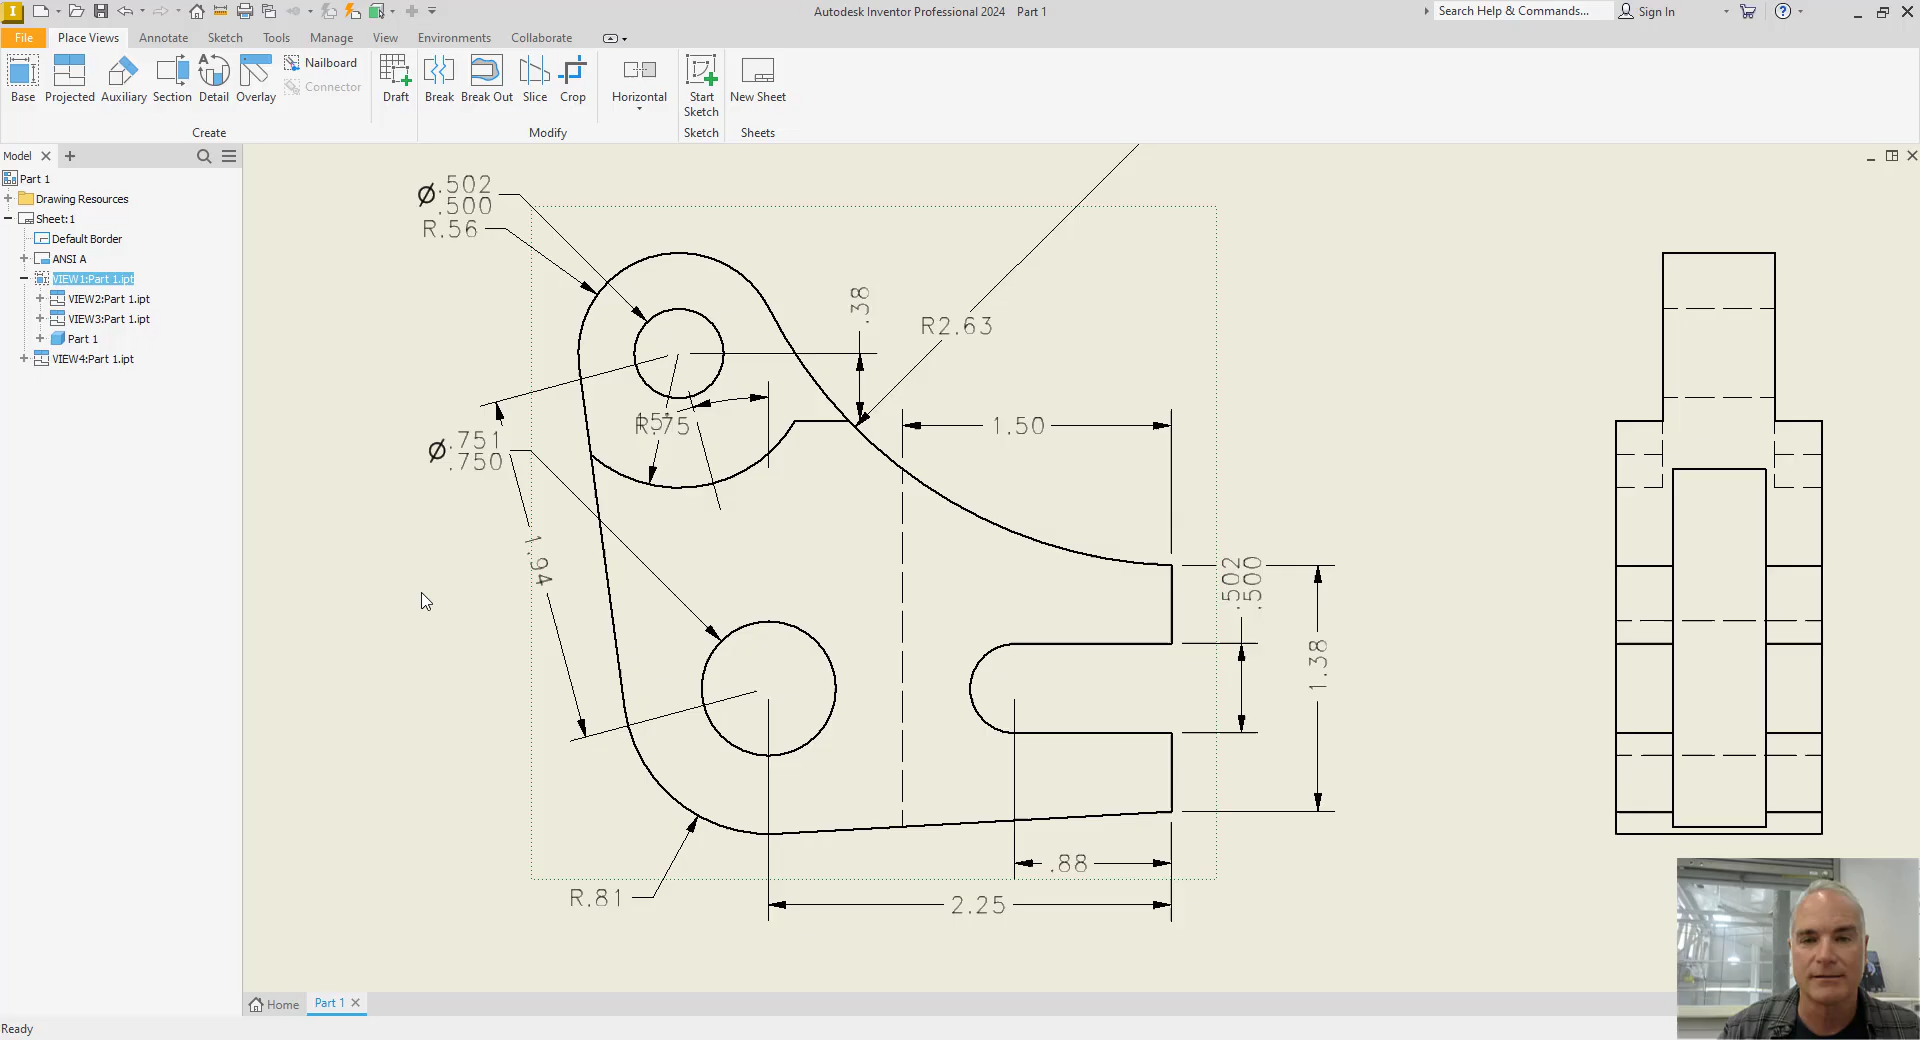 Autodesk Inventor Professional 2024 Part 1
Search Help & Commands...
Sign In
File
Place Views
Annotate
Sketch
Tools
Manage
View
Environments
Collaborate
Base
Projected
Auxiliary
Section
Detail
Overlay
Nailboard
Connector
Draft
Break
Break Out
Slice
Crop
Horizontal
Start Sketch
New Sheet
Create
Modify
Sketch
Sheets
Model
Part 1
Drawing Resources
Sheet:1
Default Border
ANSI A
VIEW1:Part 1.ipt
VIEW2:Part 1.ipt
VIEW3:Part 1.ipt
Part 1
VIEW4:Part 1.ipt
Ø.502
.500
R.56
.38
R2.63
R.75
1.50
Ø.751
.750
1.94
.502
.500
1.38
.88
R.81
2.25
Home
Part 1
Ready